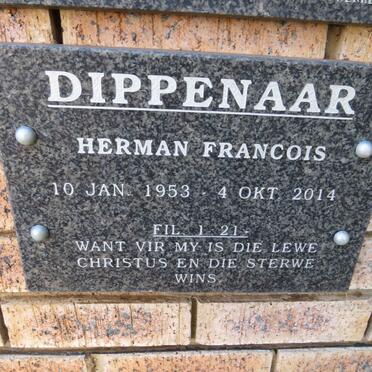 DIPPENAAR
HERMAN FRANCOIS
10 JAN. 1953 - 4 OKT. 2014
FIL. 1 21-
WANT VIR MY IS DIE LEWE
CHRISTUS EN DIE STERWE
WINS